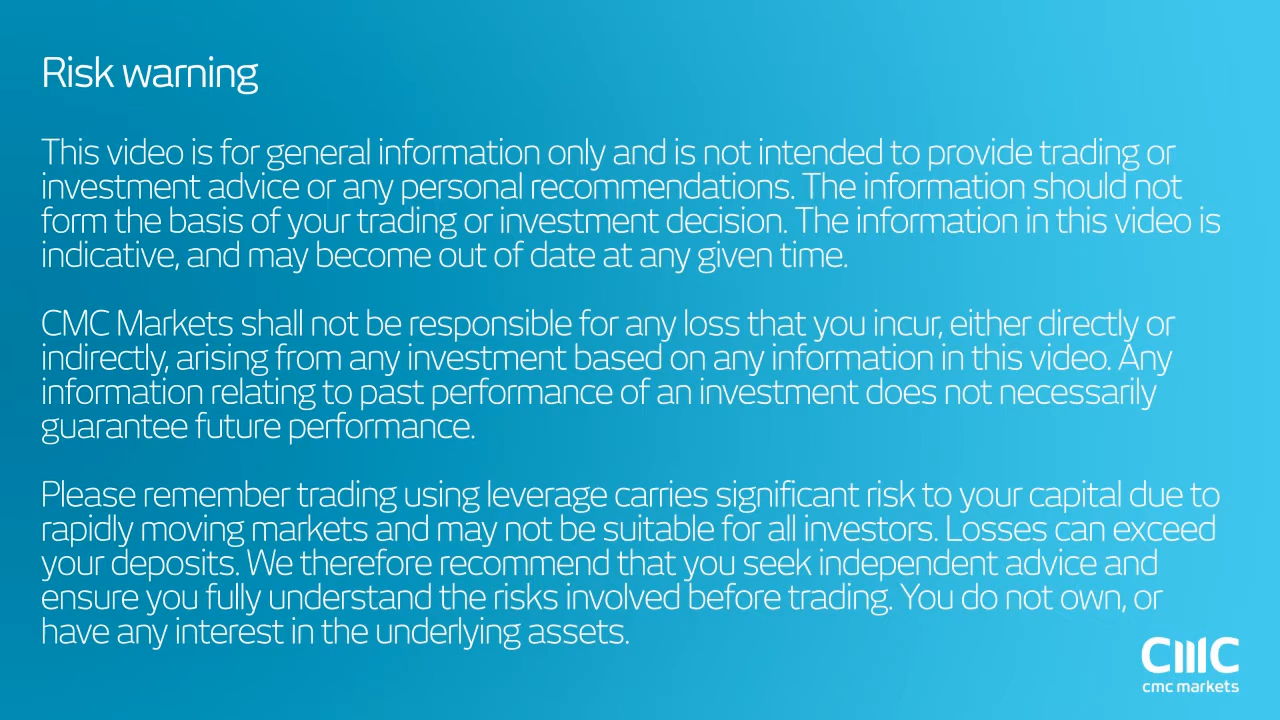 Risk warning
This video is for general information only and is not intended to provide trading or
investment advice or any personal recommendations. The information should not
form the basis of your trading or investment decision. The information in this video is
indicative, and may become out of date at any given time.
CMC Markets shall not be responsible for any loss that you incur, either directly or
indirectly, arising from any investment based on any information in this video. Any
information relating to past performance of an investment does not necessarily
guarantee future performance.
Please remember trading using leverage carries significant risk to your capital due to
rapidly moving markets and may not be suitable for all investors. Losses can exceed
your deposits. We therefore recommend that you seek independent advice and
ensure you fully understand the risks involved before trading. You do not own, or
have any interest in the underlying assets.
cmc
cmc markets